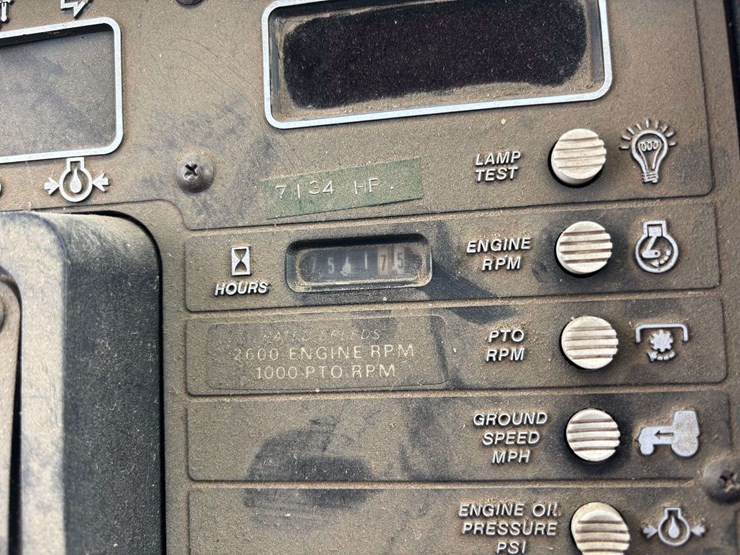 LAMP
TEST
7134 HF
ENGINE
RPM
HOURS
RATED SPEEDS
2600 ENGINE RPM
1000 PTO RPM
PTO
RPM
GROUND
SPEED
MPH
ENGINE OIL
PRESSURE
PSI